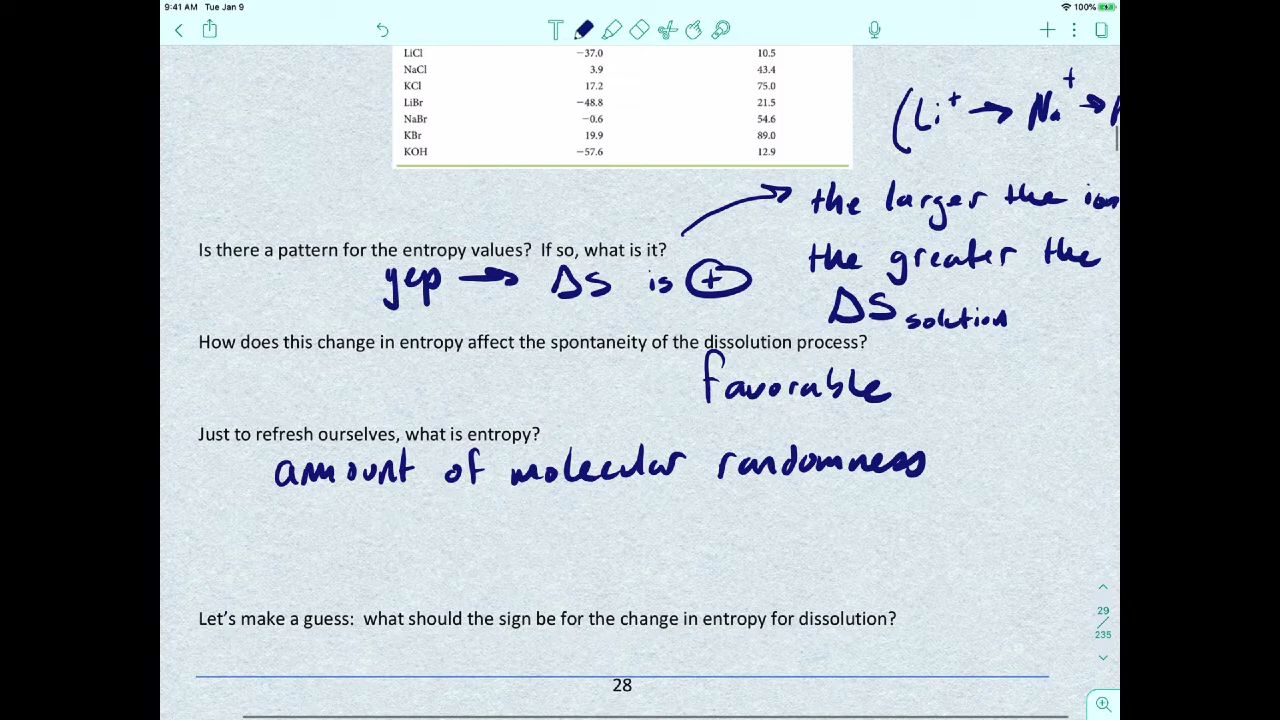 9:41 AM Tue Jan 9
100%
T
LiCl −37.0 10.5
NaCl 3.9 43.4
KCl 17.2 75.0
LiBr −48.8 21.5
NaBr −0.6 54.6
KBr 19.9 89.0
KOH −57.6 12.9
(Li⁺ → Na⁺ →
the larger the ion
the greater the
ΔS solution
Is there a pattern for the entropy values? If so, what is it?
yep → ΔS is +
How does this change in entropy affect the spontaneity of the dissolution process?
favorable
Just to refresh ourselves, what is entropy?
amount of molecular randomness
Let’s make a guess: what should the sign be for the change in entropy for dissolution?
28
29
/
235